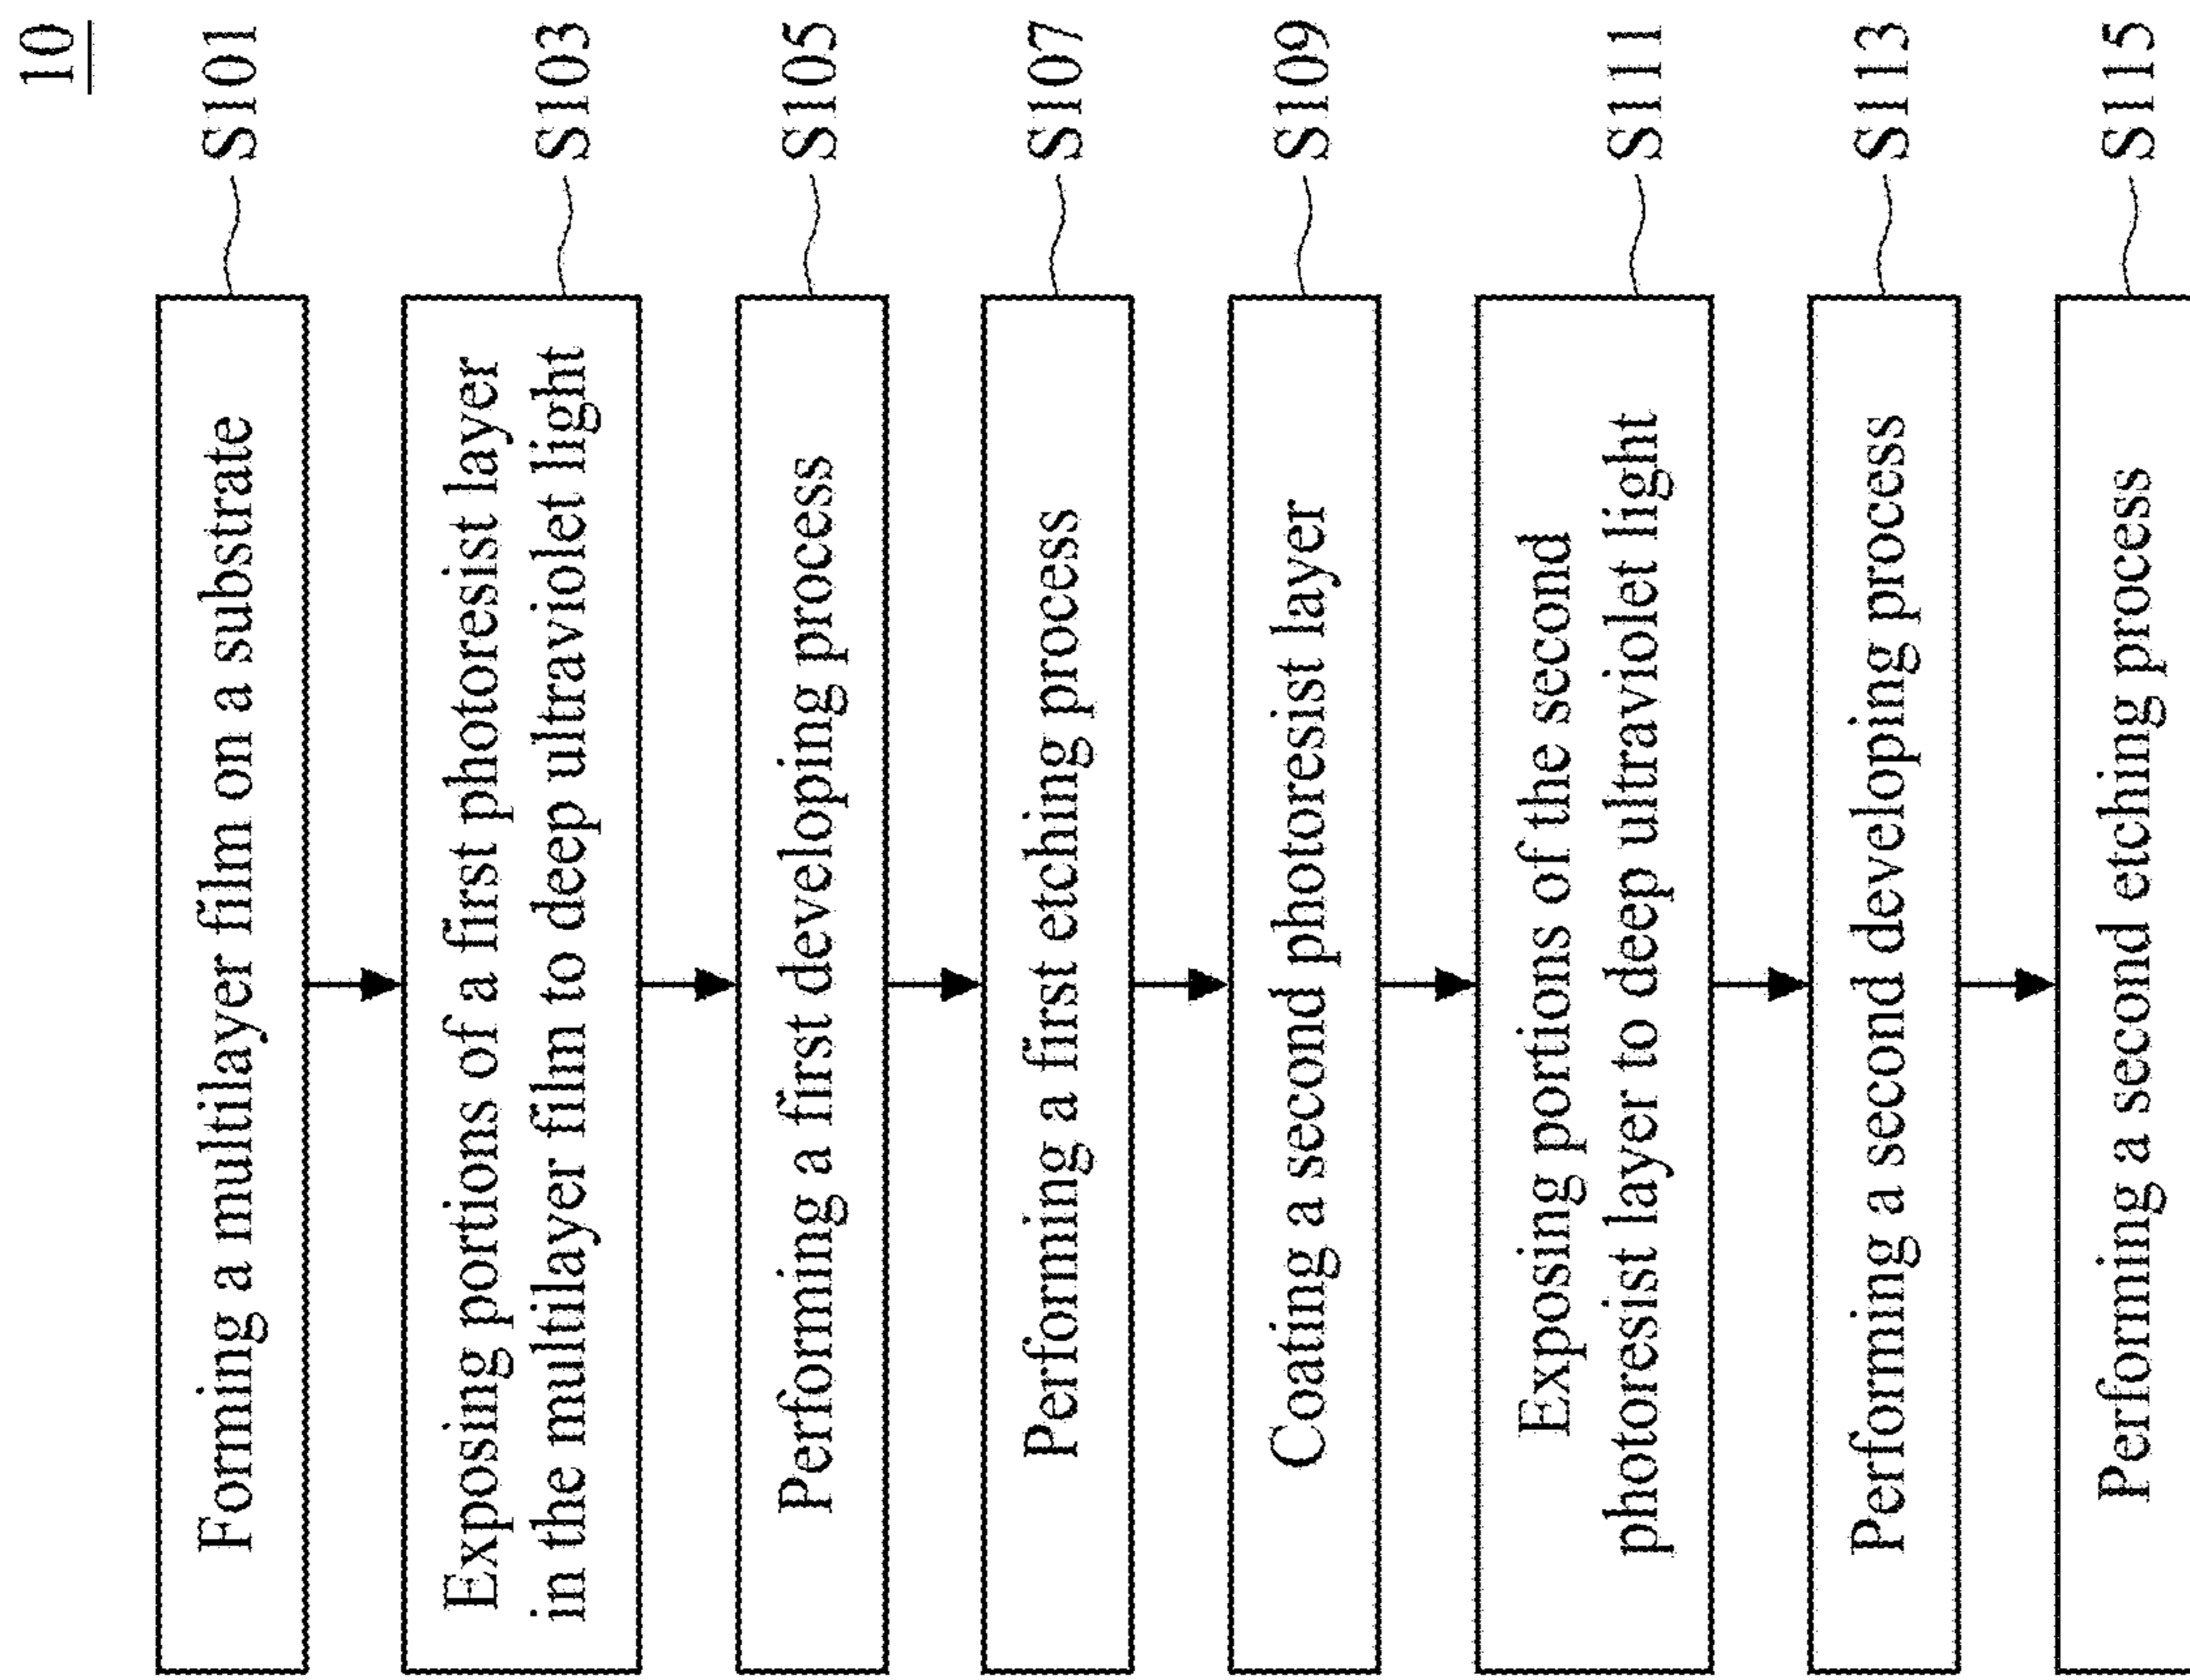 10
Forming a multilayer film on a substrate
S101
Exposing portions of a first photoresist layer
in the multilayer film to deep ultraviolet light
S103
Performing a first developing process
S105
Performing a first etching process
S107
Coating a second photoresist layer
S109
Exposing portions of the second
photoresist layer to deep ultraviolet light
S111
Performing a second developing process
S113
Performing a second etching process
S115